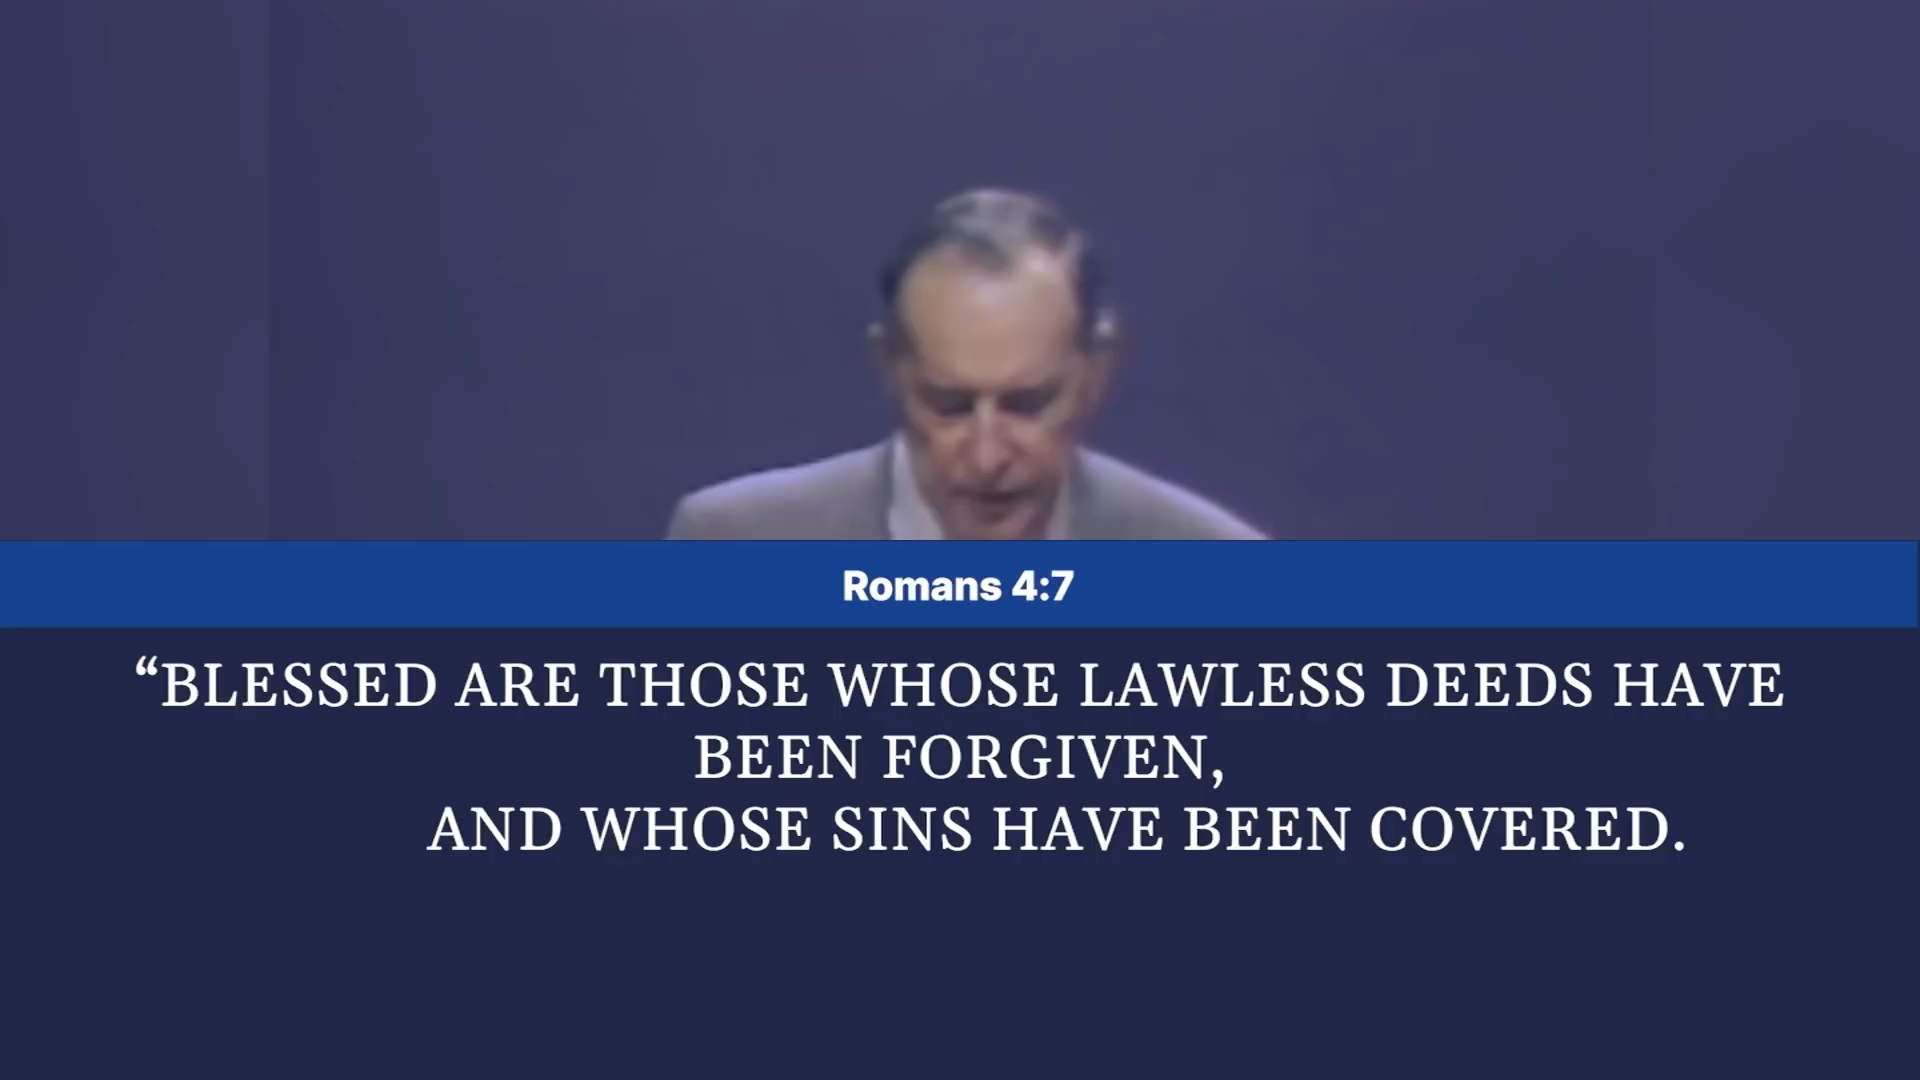 Romans 4:7
“BLESSED ARE THOSE WHOSE LAWLESS DEEDS HAVE
BEEN FORGIVEN,
AND WHOSE SINS HAVE BEEN COVERED.